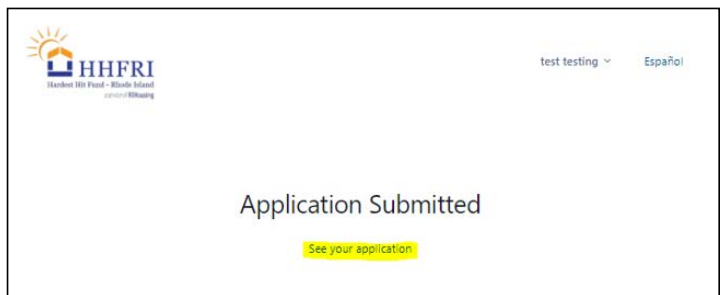 HHFRI
Hardest Hit Fund – Rhode Island
test testing
Español
Application Submitted
See your application